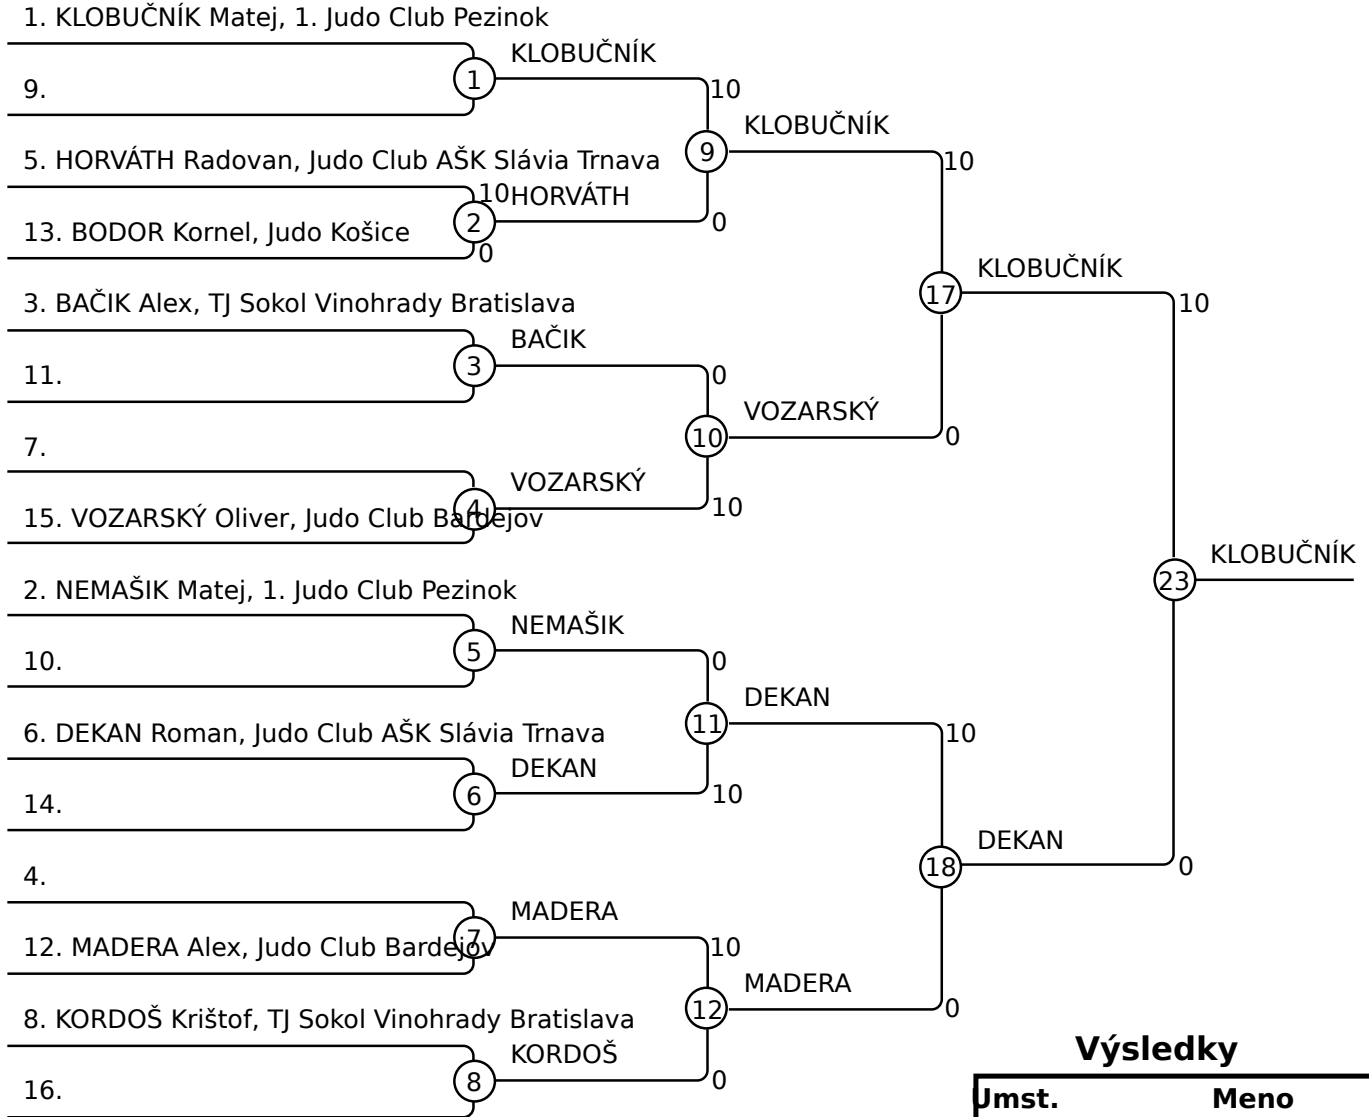 1. KLOBUČNÍK Matej, 1. Judo Club Pezinok
KLOBUČNÍK
1
9.
10
KLOBUČNÍK
5. HORVÁTH Radovan, Judo Club AŠK Slávia Trnava
9
10
10
HORVÁTH
2
0
13. BODOR Kornel, Judo Košice
0
KLOBUČNÍK
17
3. BAČIK Alex, TJ Sokol Vinohrady Bratislava
10
BAČIK
3
11.
0
VOZARSKÝ
10
0
7.
VOZARSKÝ
4
10
15. VOZARSKÝ Oliver, Judo Club Bardejov
KLOBUČNÍK
23
2. NEMAŠIK Matej, 1. Judo Club Pezinok
NEMAŠIK
5
10.
0
DEKAN
11
10
6. DEKAN Roman, Judo Club AŠK Slávia Trnava
DEKAN
6
10
14.
DEKAN
18
0
4.
MADERA
7
12. MADERA Alex, Judo Club Bardejov
10
MADERA
12
0
8. KORDOŠ Krištof, TJ Sokol Vinohrady Bratislava
KORDOŠ
8
0
16.
Výsledky
Umst. Meno